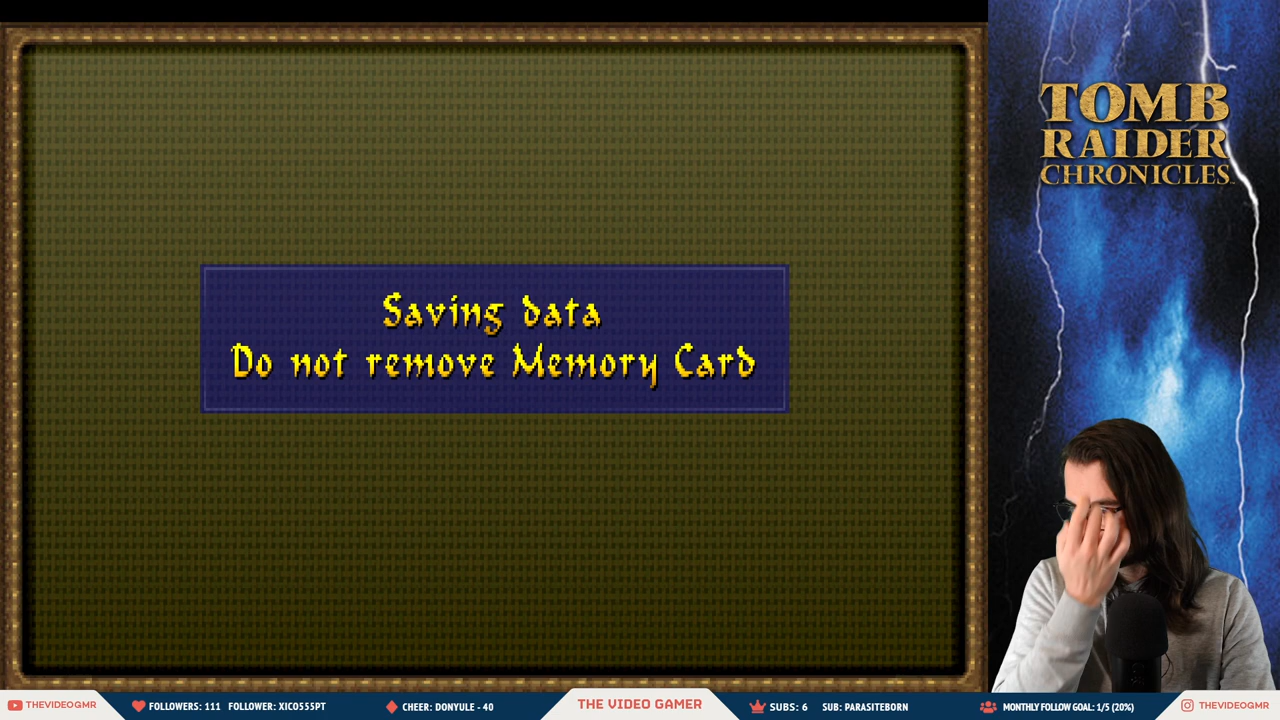 TOMB
RAIDER
CHRONICLES
Saving data
Do not remove Memory Card
THEVIDEOGMR
FOLLOWERS: 111 FOLLOWER: XIC0555PT
CHEER: DONYULE - 40
THE VIDEO GAMER
SUBS: 6 SUB: PARASITEBORN
MONTHLY FOLLOW GOAL: 1/5 (20%)
THEVIDEOGMR